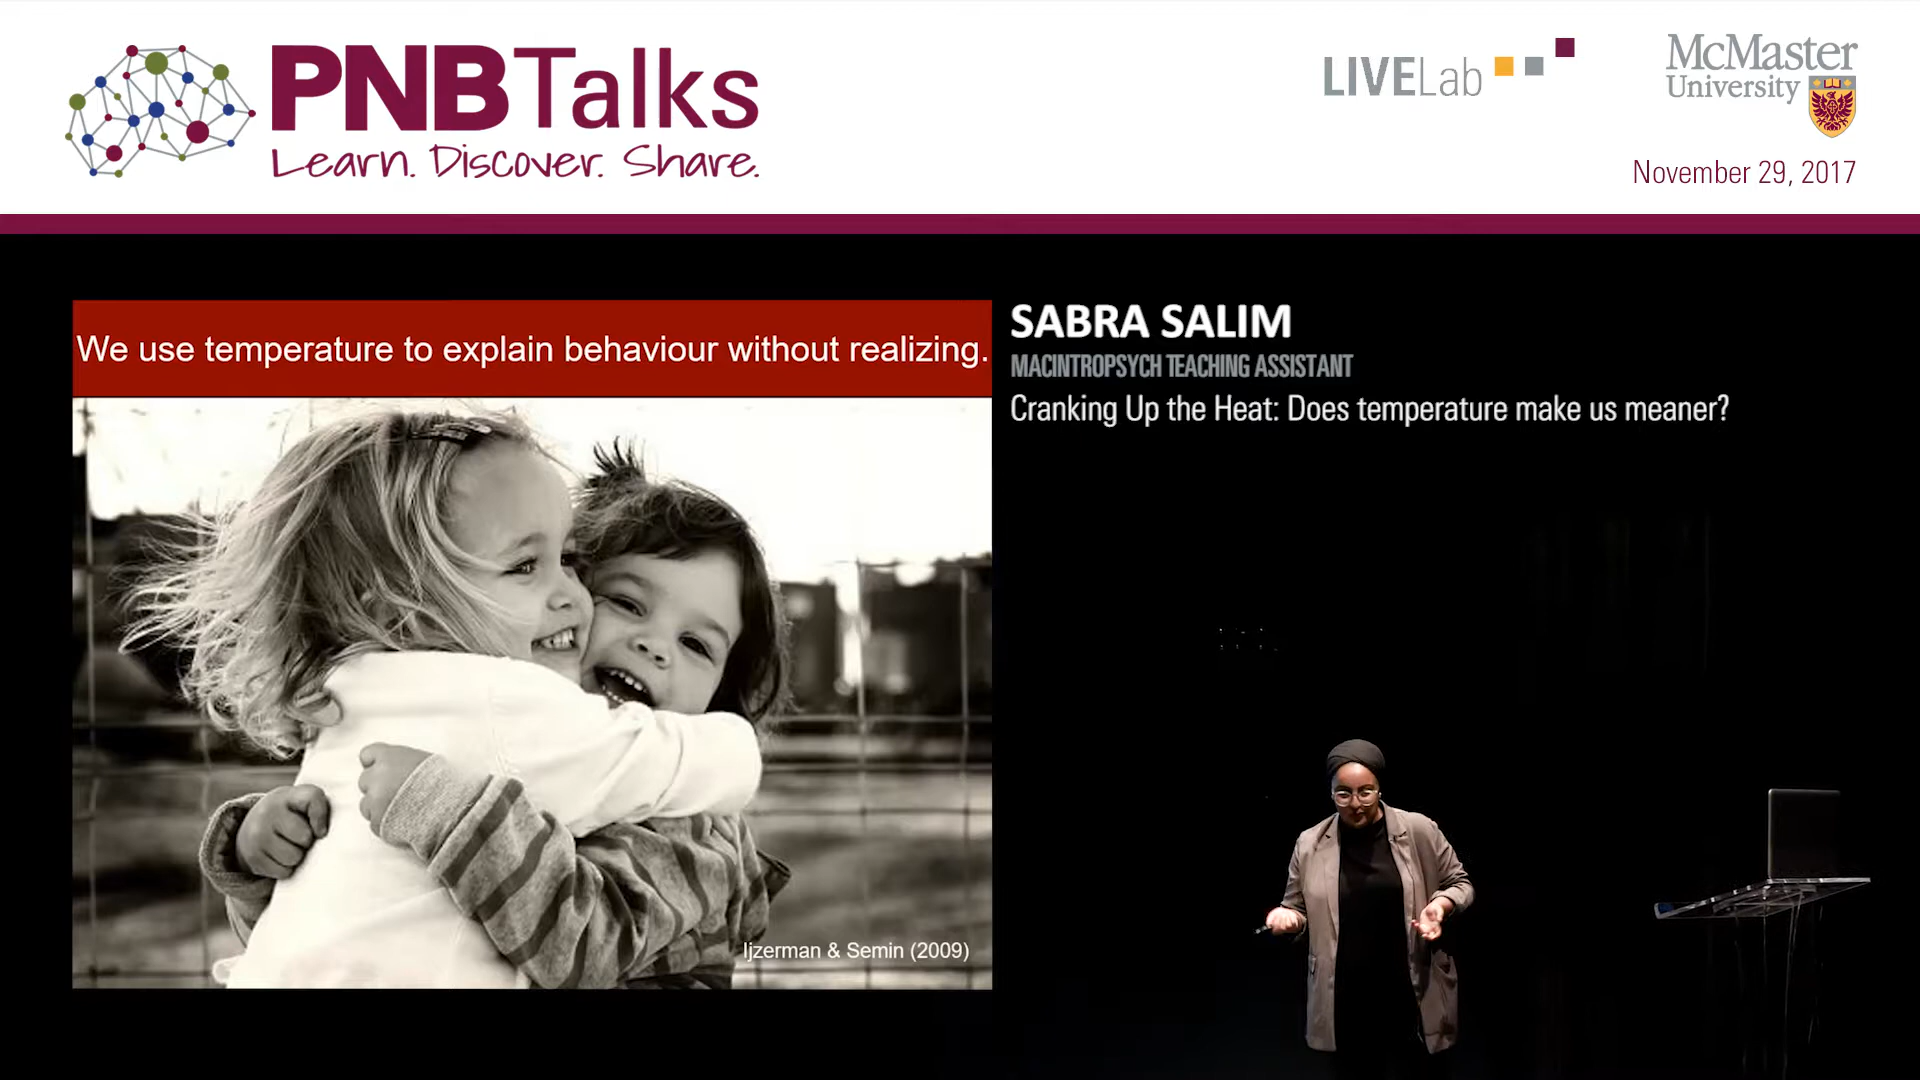 PNBTalks
Learn. Discover. Share.
LIVELab
McMaster
University
November 29, 2017
We use temperature to explain behaviour without realizing.
Ijzerman & Semin (2009)
SABRA SALIM
MACINTROPSYCH TEACHING ASSISTANT
Cranking Up the Heat: Does temperature make us meaner?